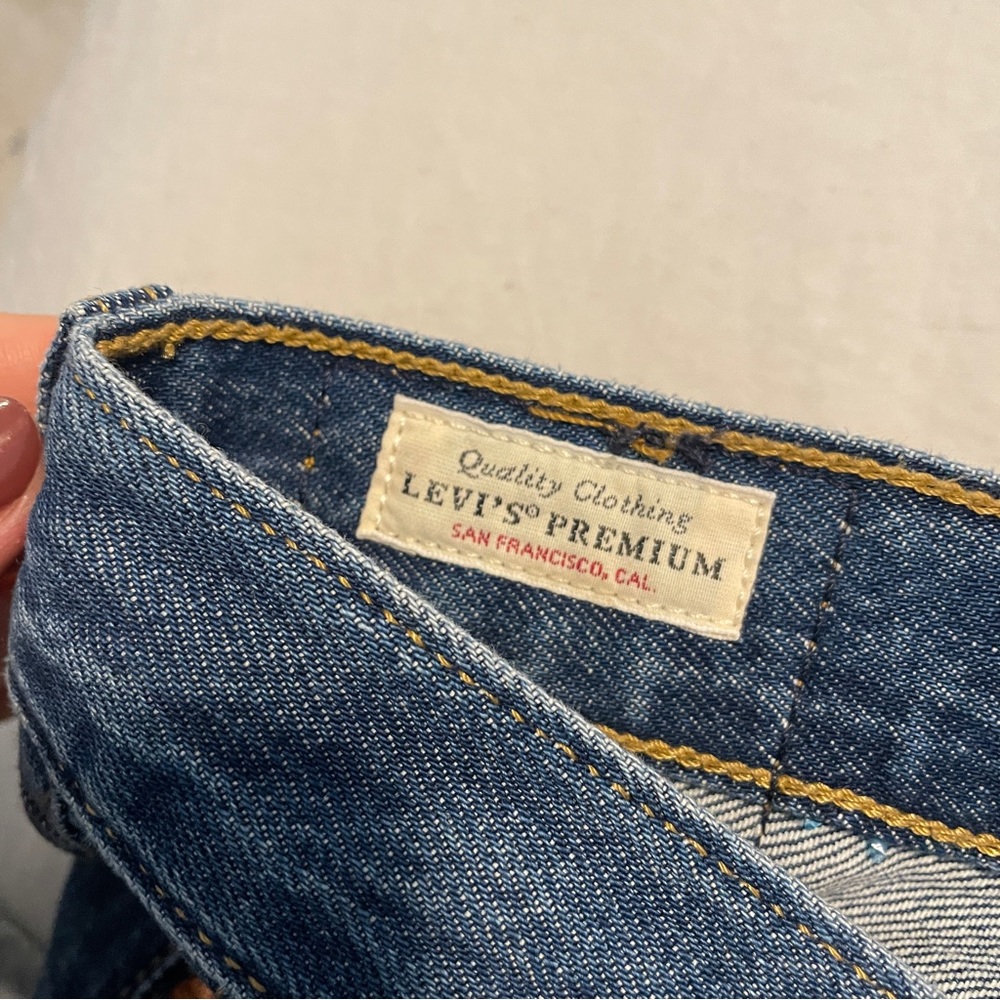 Quality Clothing
LEVI'S® PREMIUM
SAN FRANCISCO, CAL.